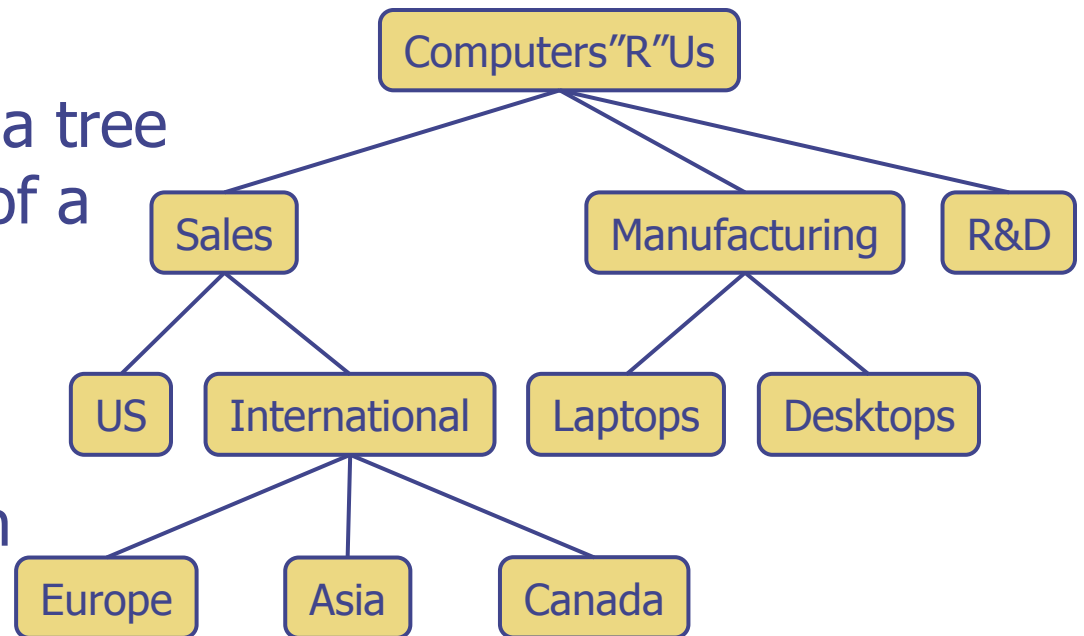 Computers”R”Us
a tree
of a
Sales
Manufacturing
R&D
US
International
Laptops
Desktops
Europe
Asia
Canada